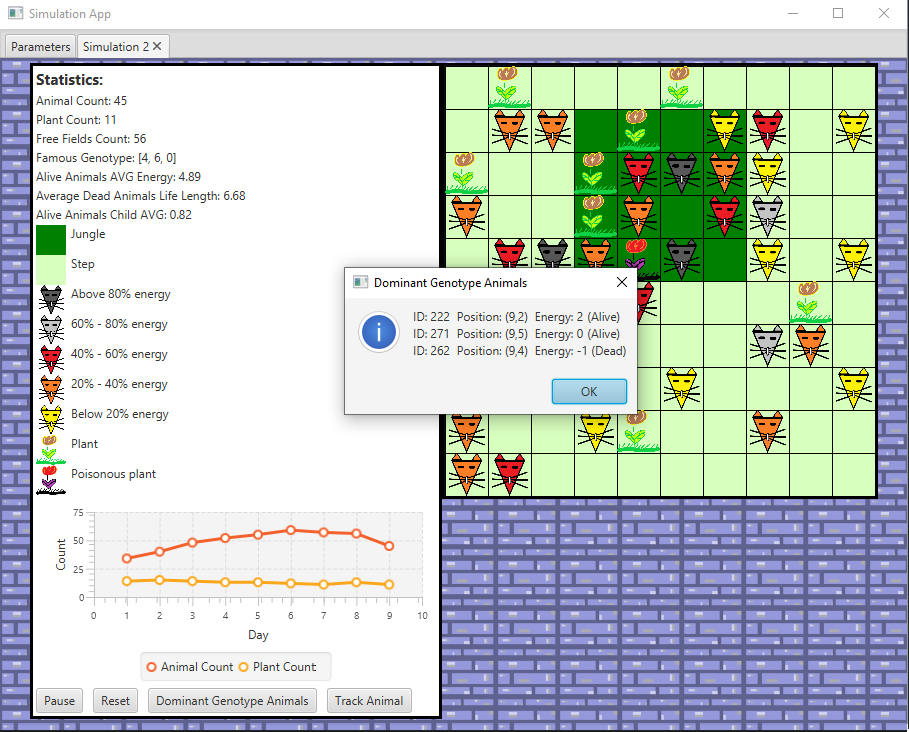 Simulation App
Parameters
Simulation 2
Statistics:
Animal Count: 45
Plant Count: 11
Free Fields Count: 56
Famous Genotype: [4, 6, 0]
Alive Animals AVG Energy: 4.89
Average Dead Animals Life Length: 6.68
Alive Animals Child AVG: 0.82
Jungle
Step
Above 80% energy
60% - 80% energy
40% - 60% energy
20% - 40% energy
Below 20% energy
Plant
Poisonous plant
75
50
25
0
Count
0 1 2 3 4 5 6 7 8 9 10
Day
Animal Count Plant Count
Pause Reset Dominant Genotype Animals Track Animal
Dominant Genotype Animals
ID: 222 Position: (9,2) Energy: 2 (Alive)
ID: 271 Position: (9,5) Energy: 0 (Alive)
ID: 262 Position: (9,4) Energy: -1 (Dead)
OK